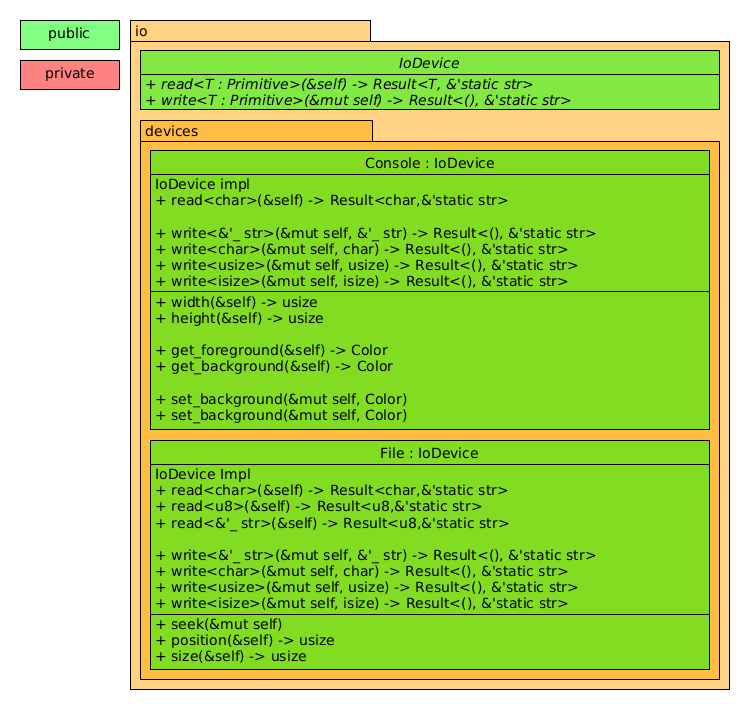 public
private
io
IoDevice
+ read<T : Primitive>(&self) -> Result<T, &'static str>
+ write<T : Primitive>(&mut self) -> Result<(), &'static str>
devices
Console : IoDevice
IoDevice impl
+ read<char>(&self) -> Result<char,&'static str>
+ write<&'_ str>(&mut self, &'_ str) -> Result<(), &'static str>
+ write<char>(&mut self, char) -> Result<(), &'static str>
+ write<usize>(&mut self, usize) -> Result<(), &'static str>
+ write<isize>(&mut self, isize) -> Result<(), &'static str>
+ width(&self) -> usize
+ height(&self) -> usize
+ get_foreground(&self) -> Color
+ get_background(&self) -> Color
+ set_background(&mut self, Color)
+ set_background(&mut self, Color)
File : IoDevice
IoDevice Impl
+ read<char>(&self) -> Result<char,&'static str>
+ read<u8>(&self) -> Result<u8,&'static str>
+ read<&'_ str>(&self) -> Result<u8,&'static str>
+ write<&'_ str>(&mut self, &'_ str) -> Result<(), &'static str>
+ write<char>(&mut self, char) -> Result<(), &'static str>
+ write<usize>(&mut self, usize) -> Result<(), &'static str>
+ write<isize>(&mut self, isize) -> Result<(), &'static str>
+ seek(&mut self)
+ position(&self) -> usize
+ size(&self) -> usize